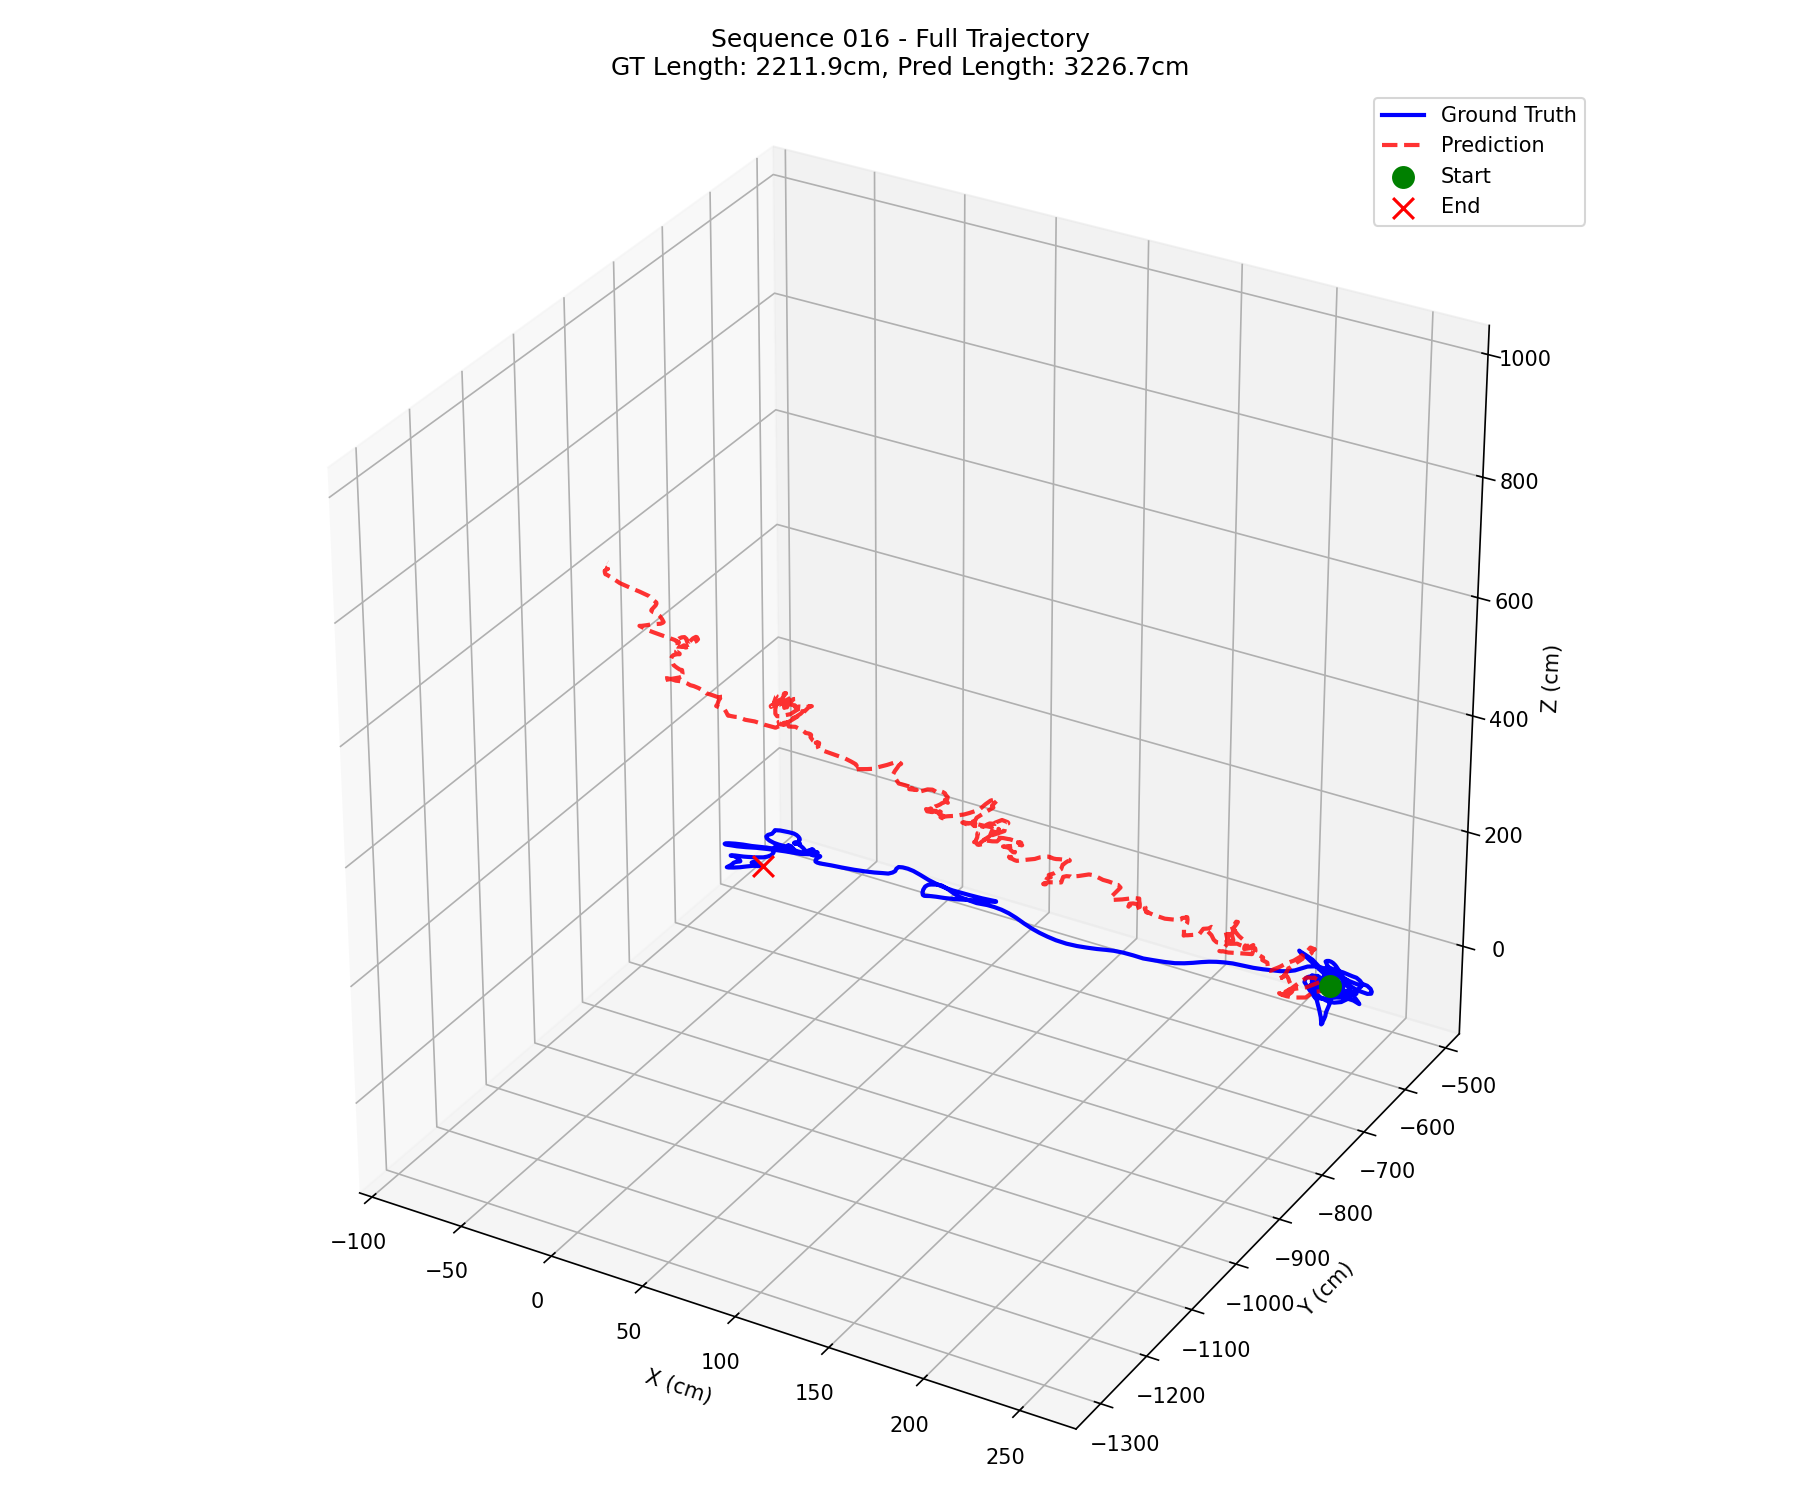 Sequence 016 - Full Trajectory
GT Length: 2211.9cm, Pred Length: 3226.7cm
Ground Truth
Prediction
Start
End
1000
800
600
400
200
0
Z (cm)
−500
−600
−700
−800
−900
−1000
−1100
−1200
−1300
Y (cm)
−100
−50
0
50
100
150
200
250
X (cm)